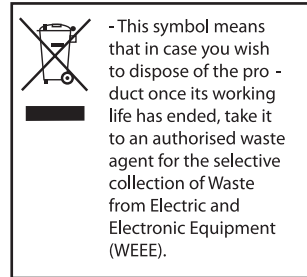 - This symbol means
that in case you wish
to dispose of the pro -
duct once its working
life has ended, take it
to an authorised waste
agent for the selective
collection of Waste
from Electric and
Electronic Equipment
(WEEE).